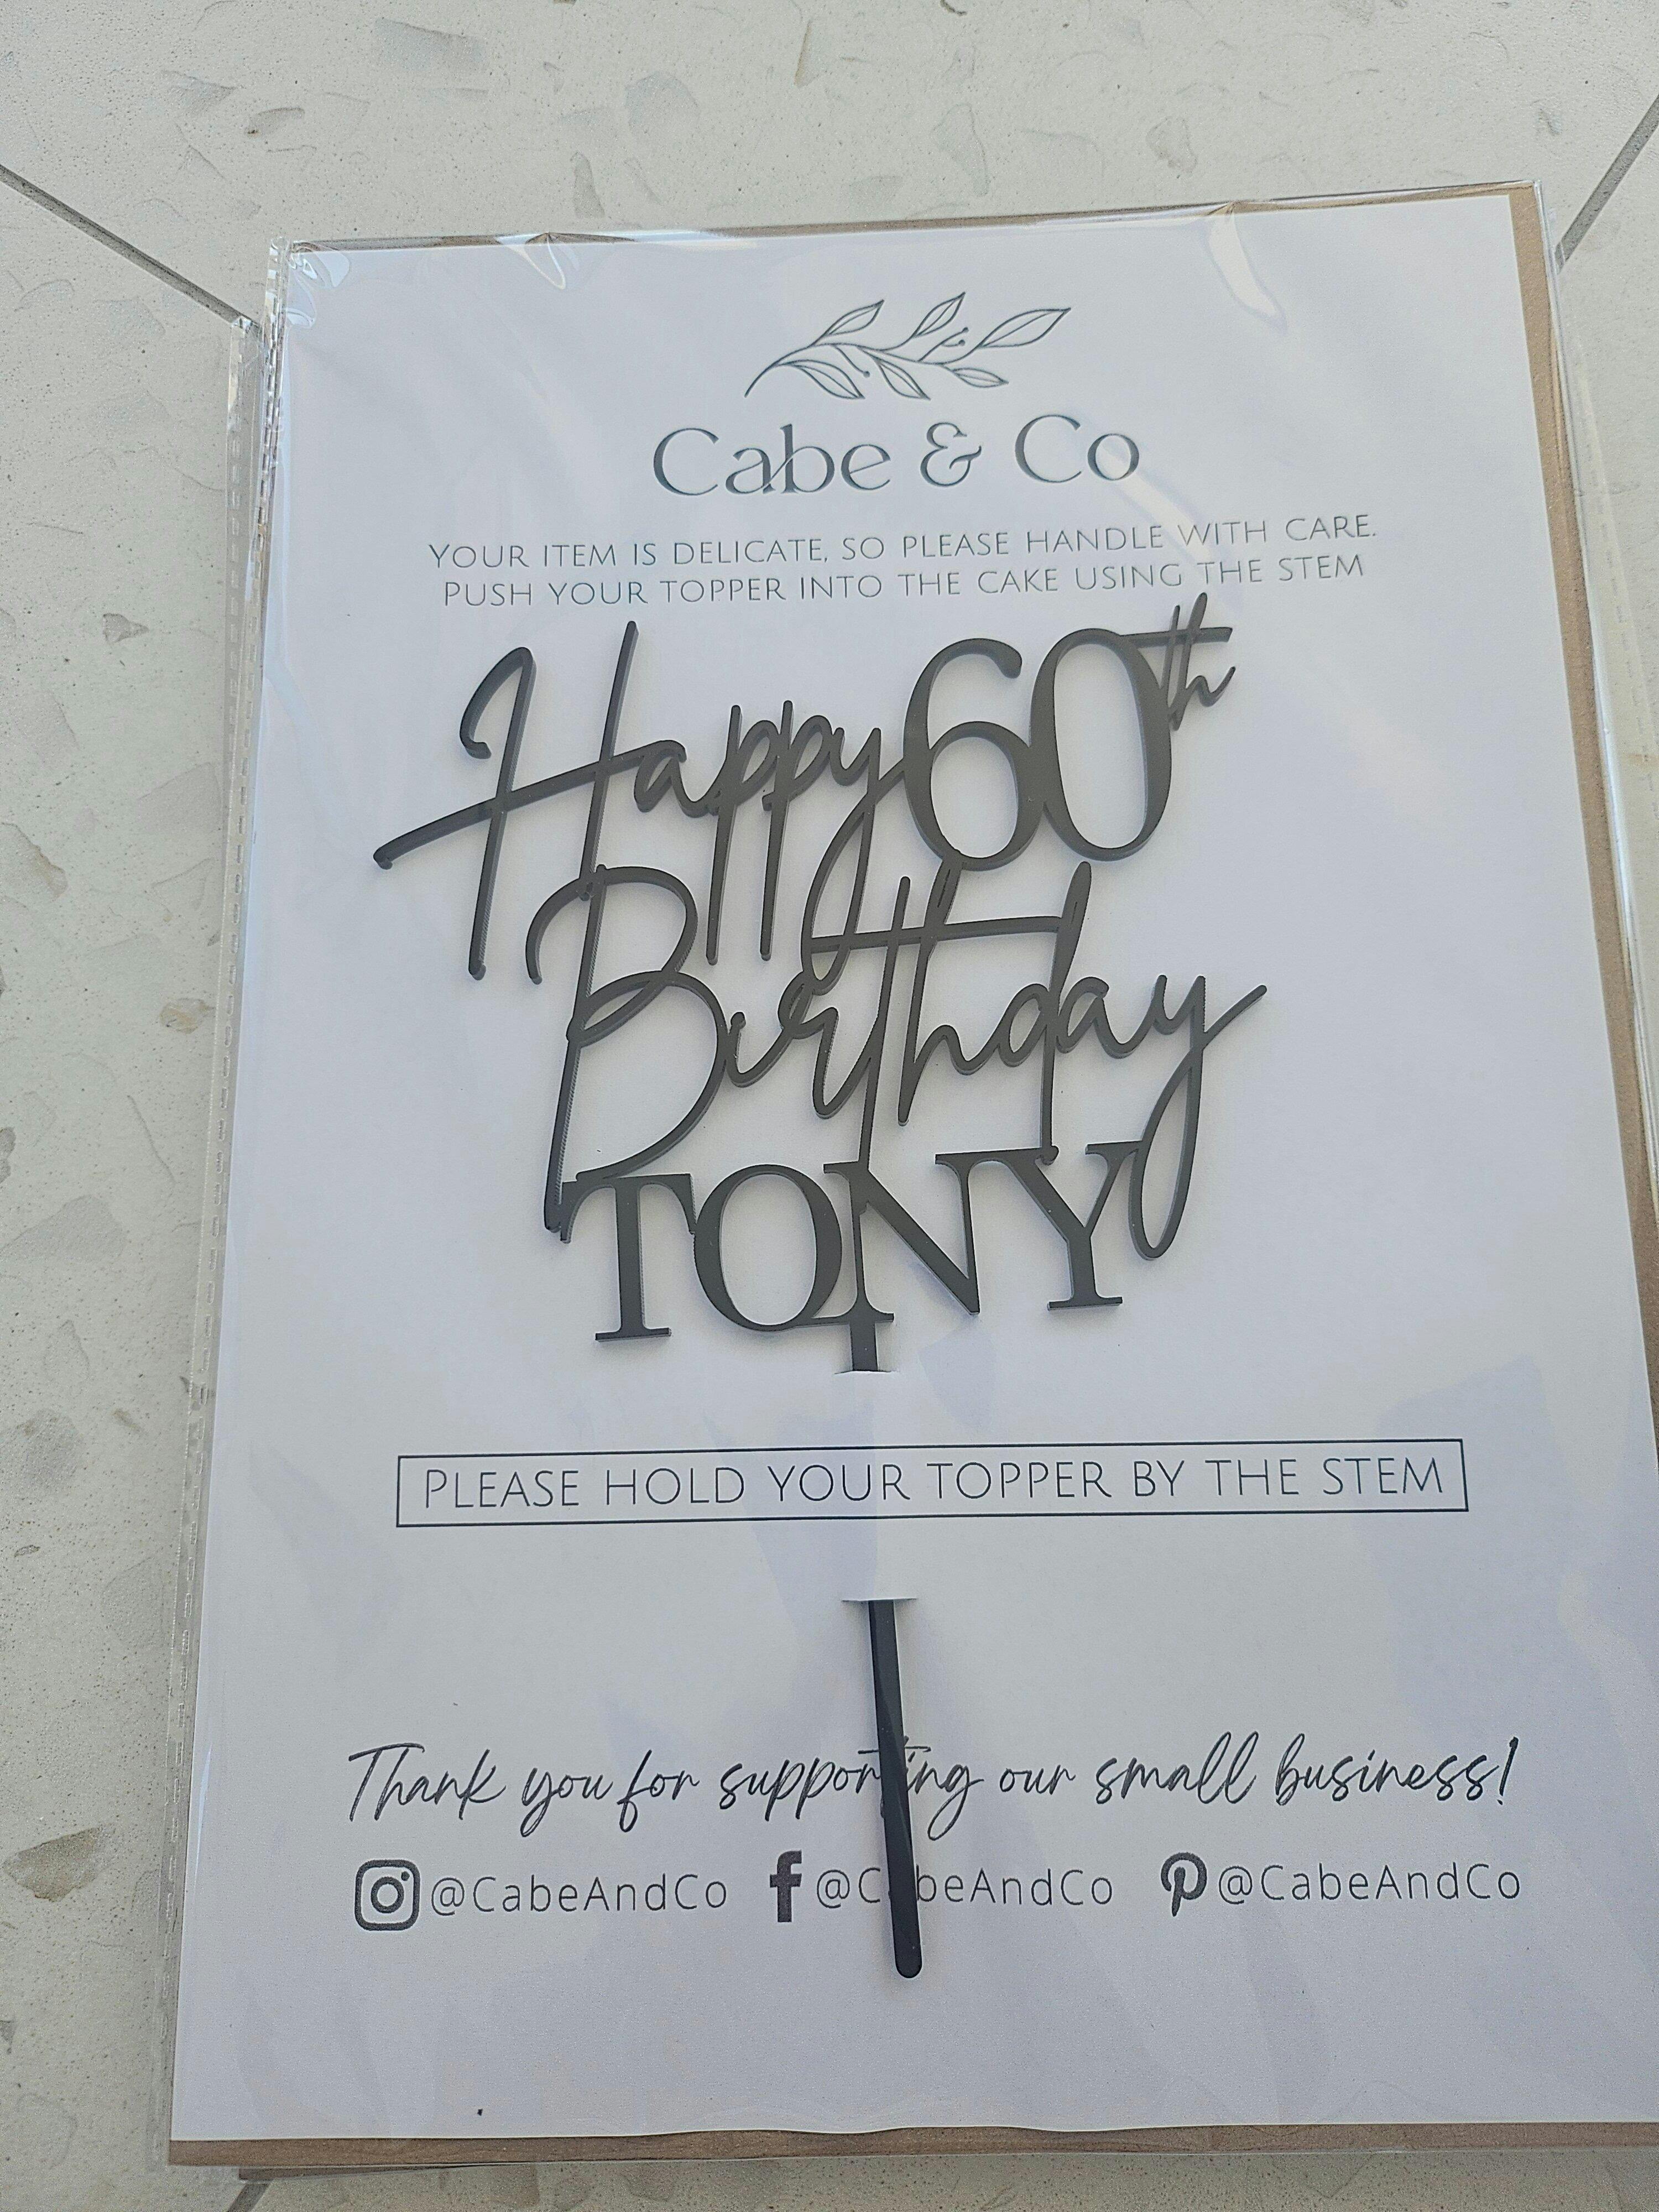 Cabe & Co
YOUR ITEM IS DELICATE, SO PLEASE HANDLE WITH CARE.
PUSH YOUR TOPPER INTO THE CAKE USING THE STEM
Happy 60th
Birthday
TONY
PLEASE HOLD YOUR TOPPER BY THE STEM
Thank you for supporting our small business!
@CabeAndCo @CabeAndCo @CabeAndCo